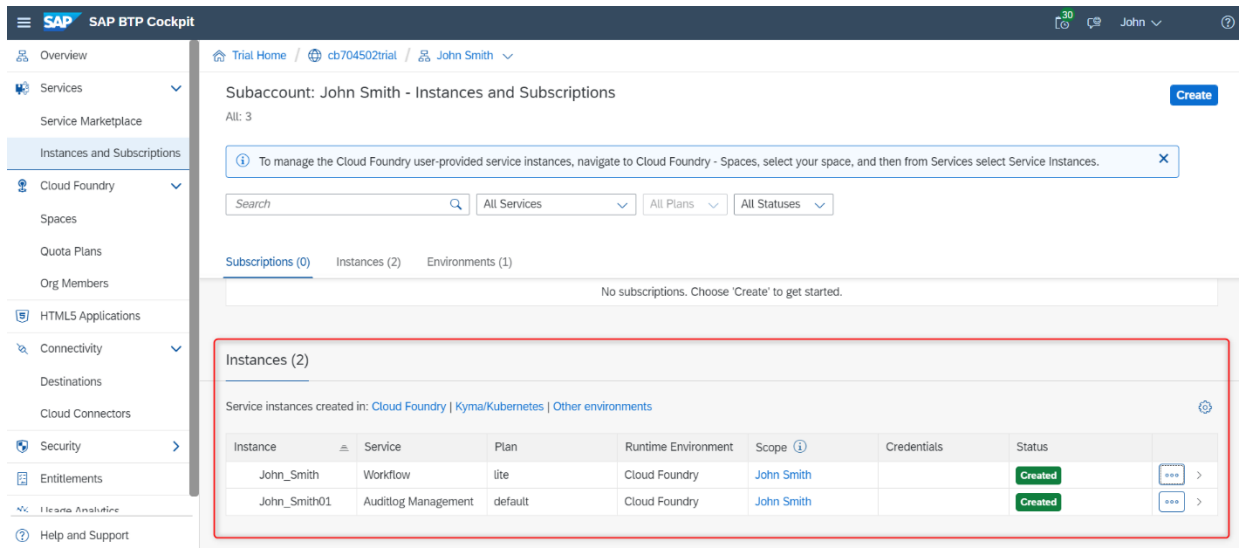 SAP SAP BTP Cockpit
30
John
Overview
Services
Service Marketplace
Instances and Subscriptions
Cloud Foundry
Spaces
Quota Plans
Org Members
HTML5 Applications
Connectivity
Destinations
Cloud Connectors
Security
Entitlements
Usage Analytics
Help and Support
Trial Home / cb704502trial / John Smith
Subaccount: John Smith - Instances and Subscriptions
Create
All: 3
To manage the Cloud Foundry user-provided service instances, navigate to Cloud Foundry - Spaces, select your space, and then from Services select Service Instances.
Search All Services All Plans All Statuses
Subscriptions (0) Instances (2) Environments (1)
No subscriptions. Choose 'Create' to get started.
Instances (2)
Service instances created in: Cloud Foundry | Kyma/Kubernetes | Other environments
Instance Service Plan Runtime Environment Scope Credentials Status
John_Smith Workflow lite Cloud Foundry John Smith Created
John_Smith01 Auditlog Management default Cloud Foundry John Smith Created